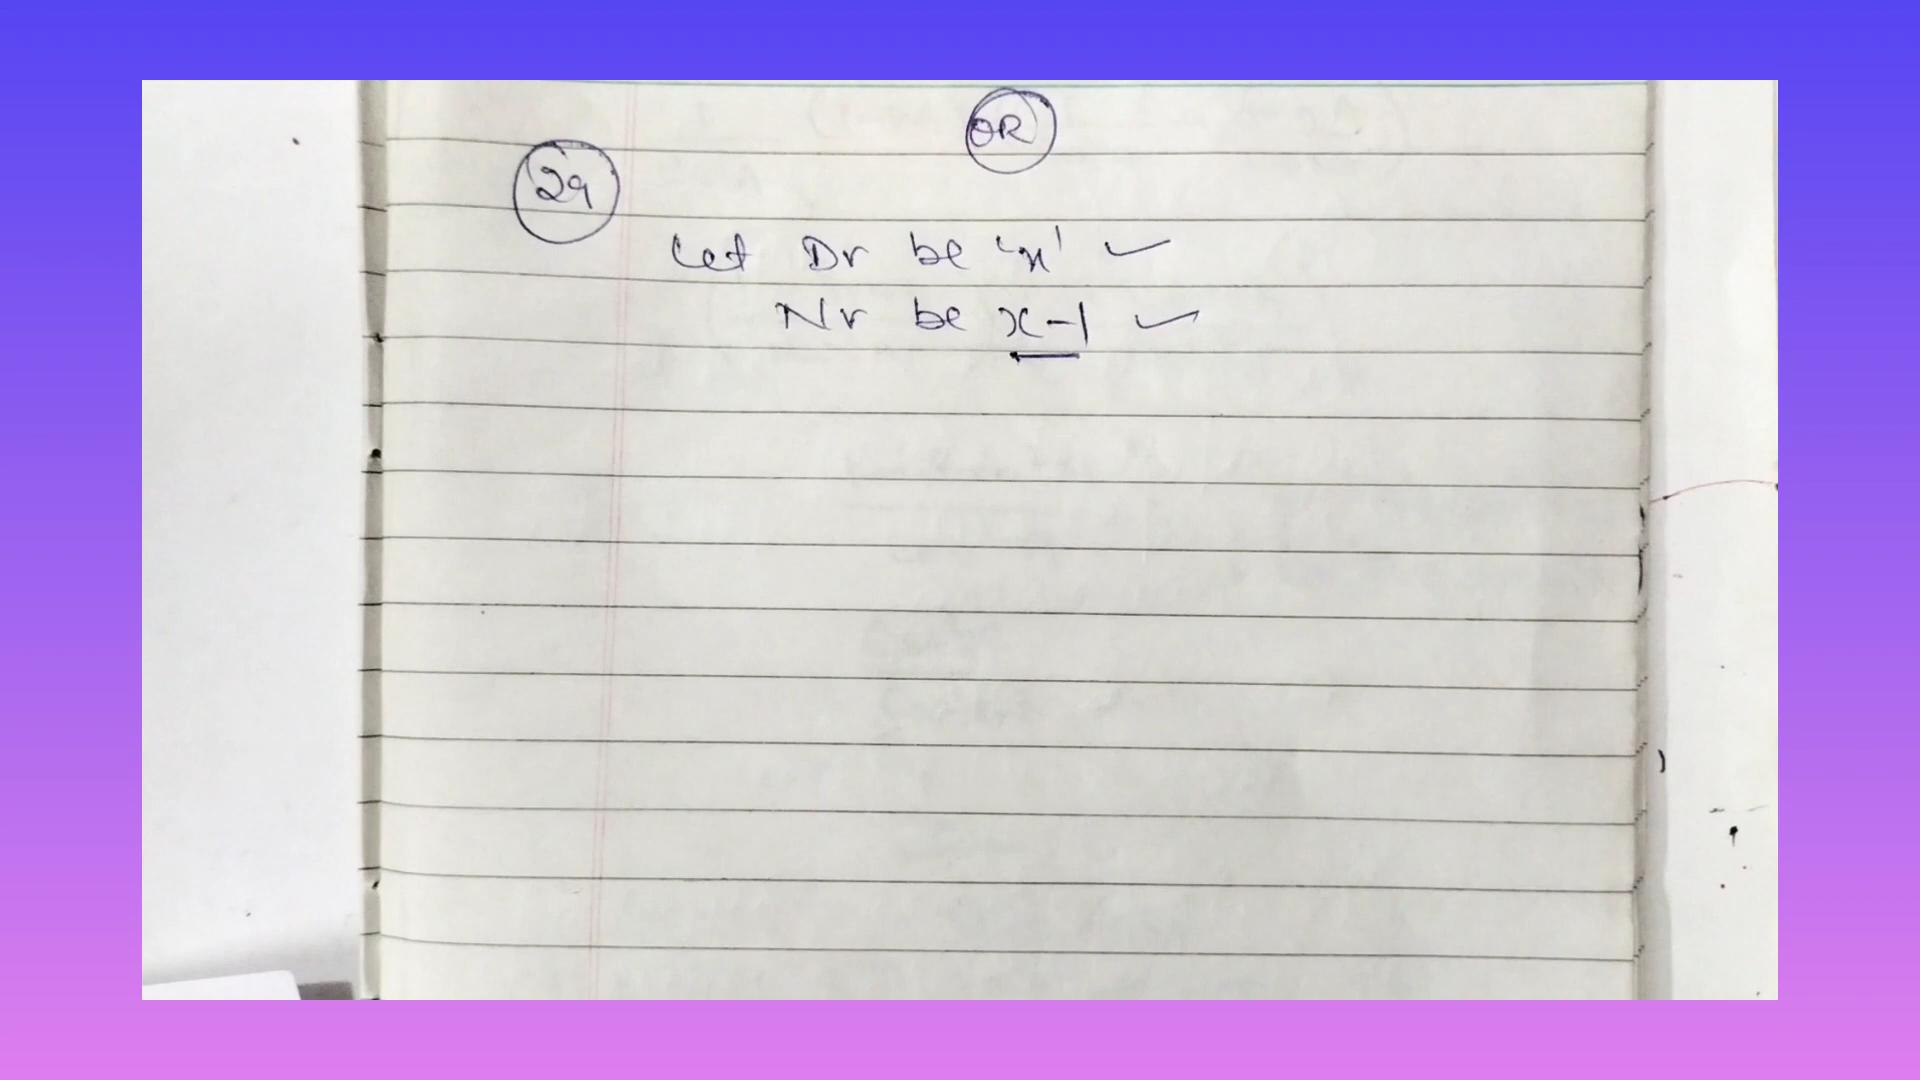 OR
29
Let Dr be 'x' ✓
Nr be x-1 ✓